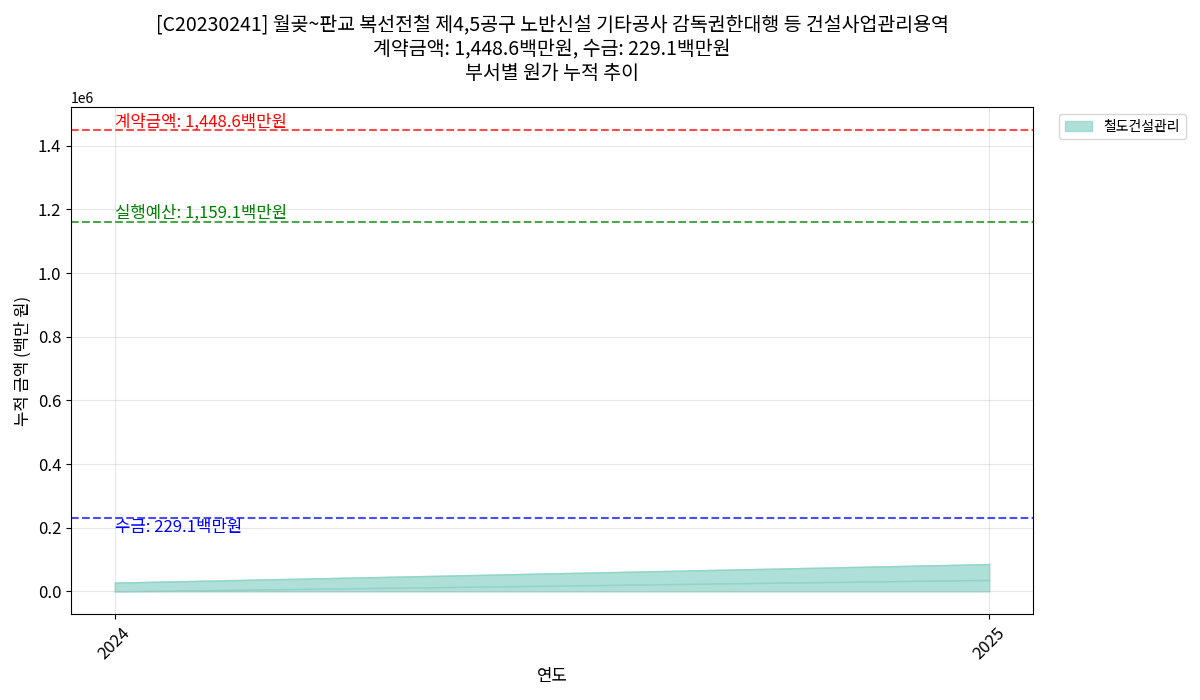 [C20230241] 월곶~판교 복선전철 제4,5공구 노반신설 기타공사 감독권한대행 등 건설사업관리용역
계약금액: 1,448.6백만원, 수금: 229.1백만원
부서별 원가 누적 추이
1e6
계약금액: 1,448.6백만원
철도건설관리
1.4
실행예산: 1,159.1백만원
1.2
1.0
0.8
누적 금액 (백만 원)
0.6
0.4
수금: 229.1백만원
0.2
0.0
2024
2025
연도